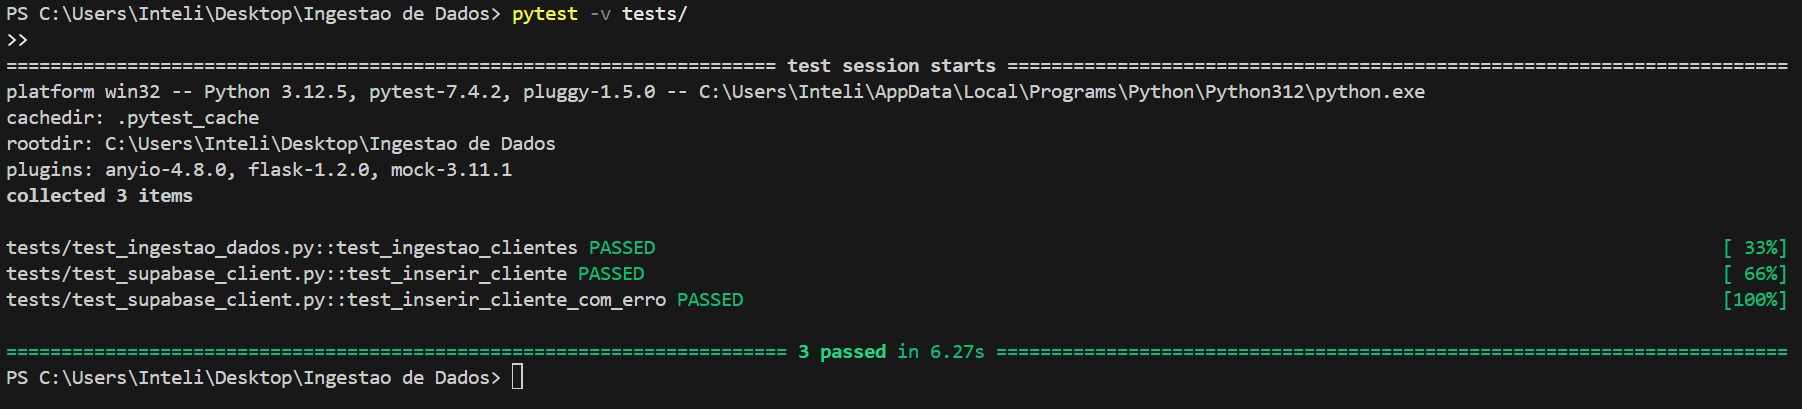 PS C:\Users\Inteli\Desktop\Ingestao de Dados> pytest -v tests/
>>
======================================================================= test session starts ========================================================================
platform win32 -- Python 3.12.5, pytest-7.4.2, pluggy-1.5.0 -- C:\Users\Inteli\AppData\Local\Programs\Python\Python312\python.exe
cachedir: .pytest_cache
rootdir: C:\Users\Inteli\Desktop\Ingestao de Dados
plugins: anyio-4.8.0, flask-1.2.0, mock-3.11.1
collected 3 items
tests/test_ingestao_dados.py::test_ingestao_clientes PASSED [ 33%]
tests/test_supabase_client.py::test_inserir_cliente PASSED [ 66%]
tests/test_supabase_client.py::test_inserir_cliente_com_erro PASSED [100%]
======================================================================== 3 passed in 6.27s =========================================================================
PS C:\Users\Inteli\Desktop\Ingestao de Dados>